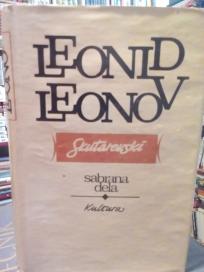 LEONID
LEONOV
Skutarevski
sabrana
dela
Kultura